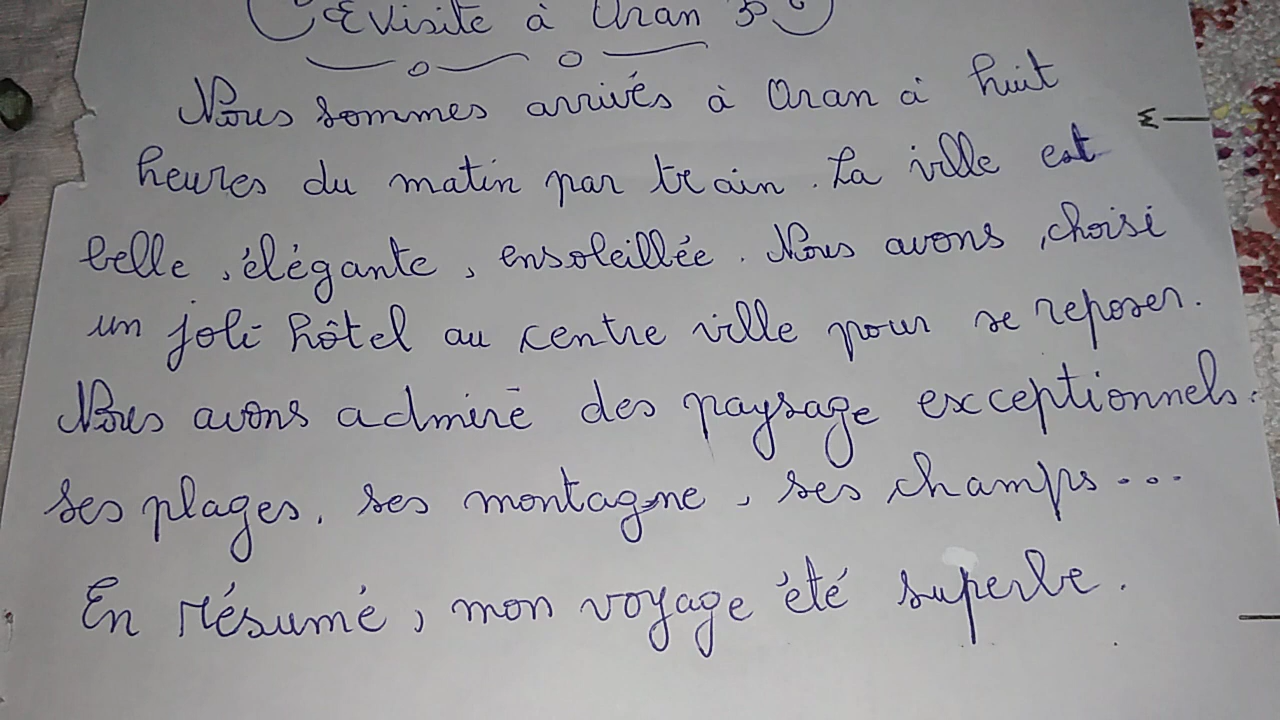 Visite à Oran
Nous sommes arrivés à Oran à huit
heures du matin par train. La ville est
belle, élégante, ensoleillée. Nous avons choisi
un joli hôtel au centre ville pour se reposer.
Nous avons admiré des paysage exceptionnels.
ses plages, ses montagne, ses champs...
En résumé, mon voyage été superbe.